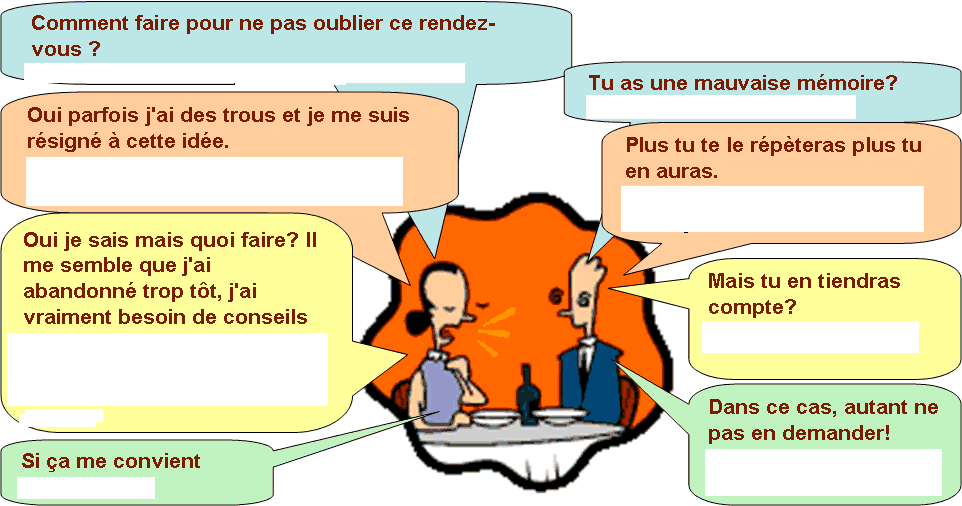 Comment faire pour ne pas oublier ce rendez-
vous ?
Tu as une mauvaise mémoire?
Oui parfois j'ai des trous et je me suis
résigné à cette idée.
Plus tu te le répèteras plus tu
en auras.
Oui je sais mais quoi faire? Il
me semble que j'ai
abandonné trop tôt, j'ai
vraiment besoin de conseils
Mais tu en tiendras
compte?
Si ça me convient
Dans ce cas, autant ne
pas en demander!